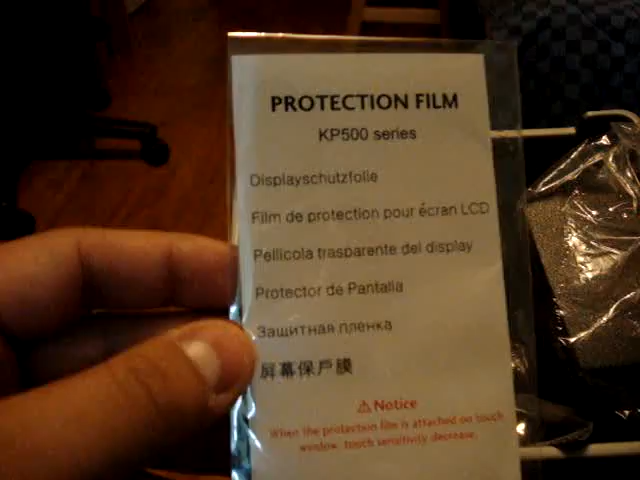 PROTECTION FILM
KP500 series
Displayschutzfolie
Film de protection pour écran LCD
Pellicola trasparente del display
Protector de Pantalla
Защитная пленка
屏幕保戶膜
⚠ Notice
When the protection film is attached on touch
window, touch sensitivity decrease.